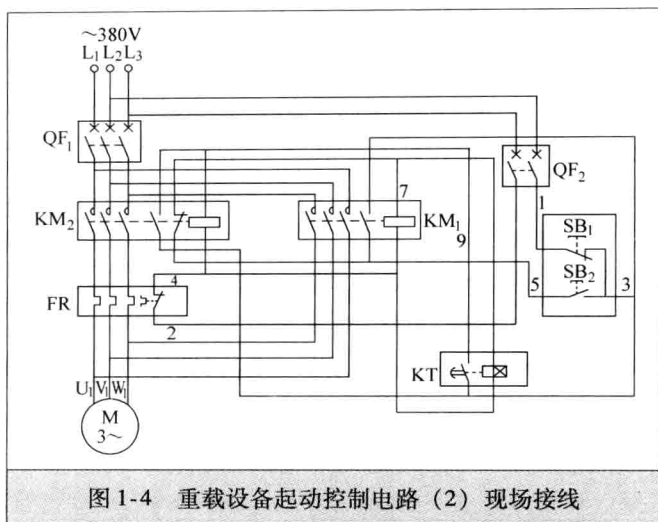 ~380V
L₁ L₂ L₃
QF₁
QF₂
KM₂
7
KM₁
9
1
SB₁
SB₂
5
3
4
FR
2
KT
U₁ V₁ W₁
M
3~
图1-4 重载设备起动控制电路（2）现场接线